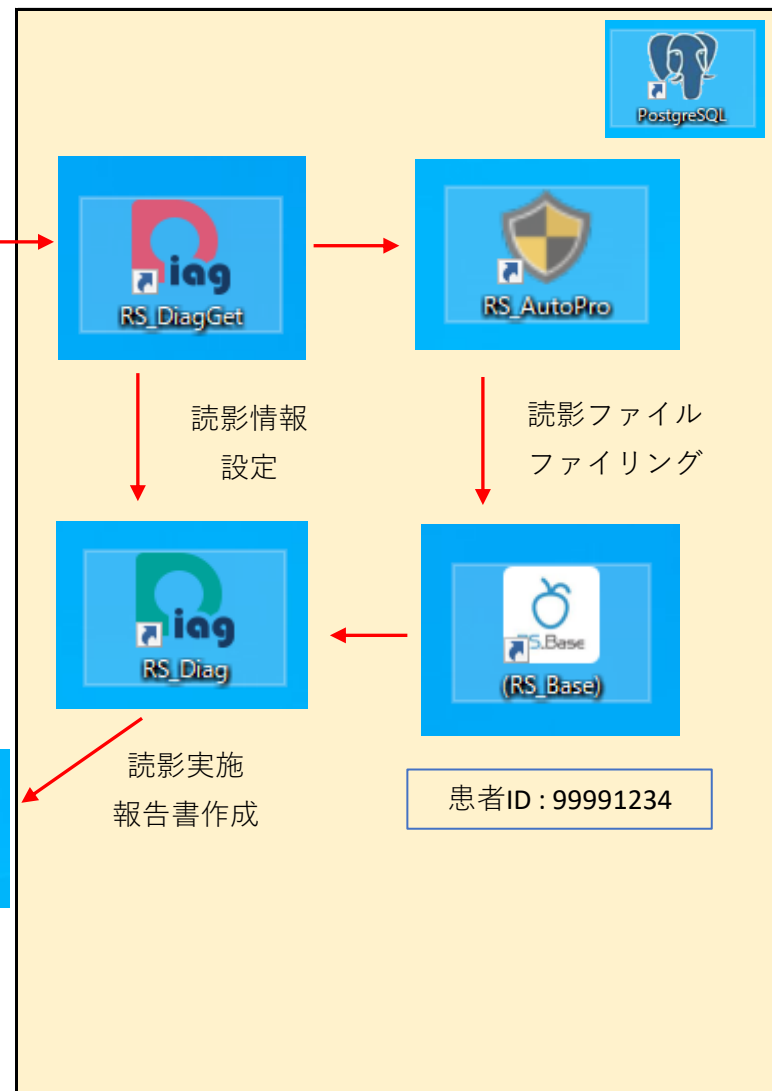 PostgreSQL
Diag
RS_DiagGet
RS_AutoPro
読影情報
設定
読影ファイル
ファイリング
Diag
RS_Diag
RS.Base
(RS_Base)
読影実施
報告書作成
患者ID : 99991234